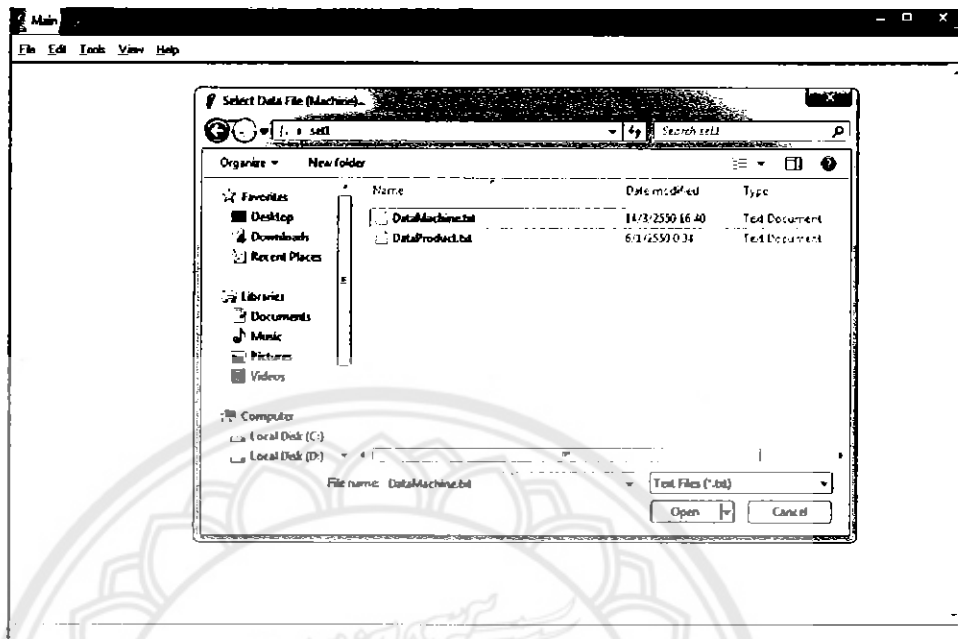 Main
File Edit Tools View Help
Select Data File (Machine)...
set1
Search set1
Organize New folder
Name Date modified Type
Favorites
Desktop
Downloads
Recent Places
Libraries
Documents
Music
Pictures
Videos
Computer
Local Disk (C:)
Local Disk (D:)
DataMachine.txt 14/3/2550 16:40 Text Document
DataProduct.txt Text Document
File name: DataMachine.txt Text Files (*.txt)
Open Cancel